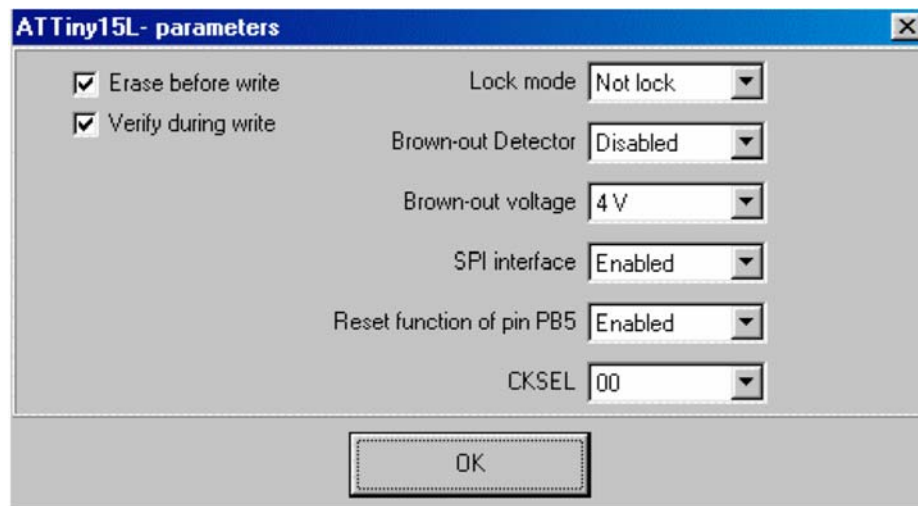 ATTiny15L- parameters
Erase before write
Verify during write
Lock mode Not lock
Brown-out Detector Disabled
Brown-out voltage 4 V
SPI interface Enabled
Reset function of pin PB5 Enabled
CKSEL 00
OK